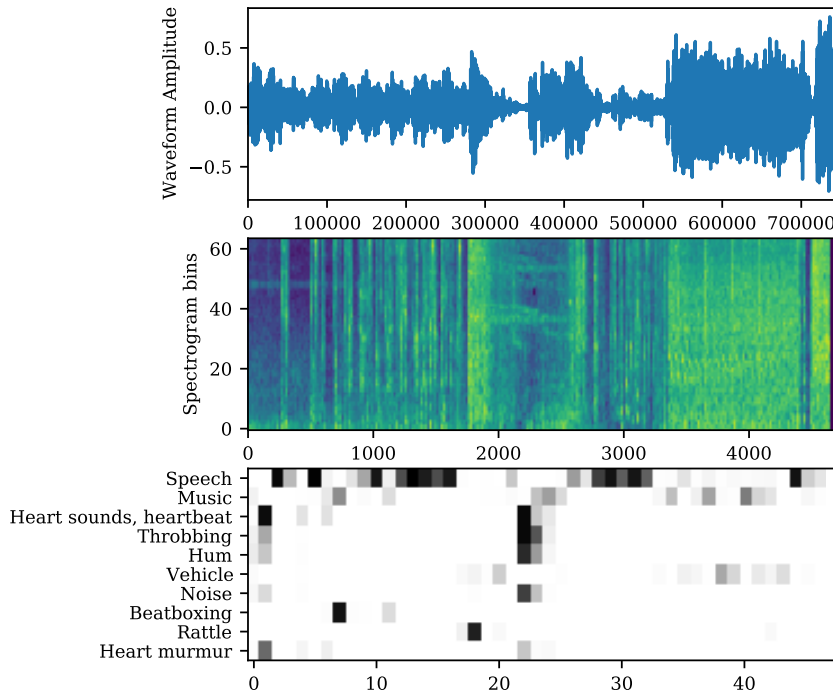 Waveform Amplitude
0.5
0.0
−0.5
0 100000 200000 300000 400000 500000 600000 700000
Spectrogram bins
60
40
20
0
0 1000 2000 3000 4000
Speech
Music
Heart sounds, heartbeat
Throbbing
Hum
Vehicle
Noise
Beatboxing
Rattle
Heart murmur
0 10 20 30 40